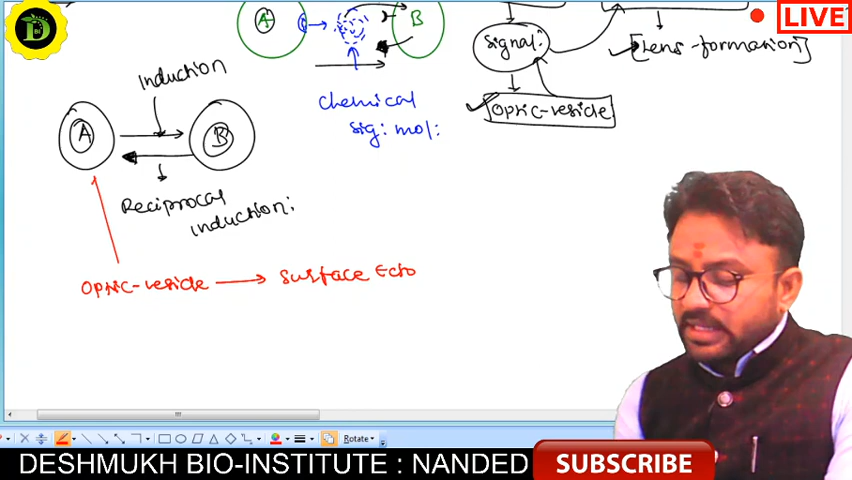 LIVE
A
B
Signal:
[Lens-formation]
Induction
optic-vesicle
chemical
sig: mol:
A
B
Reciprocal
induction:
optic-vesicle → surface Ecto
Rotate
DESHMUKH BIO-INSTITUTE : NANDED
SUBSCRIBE